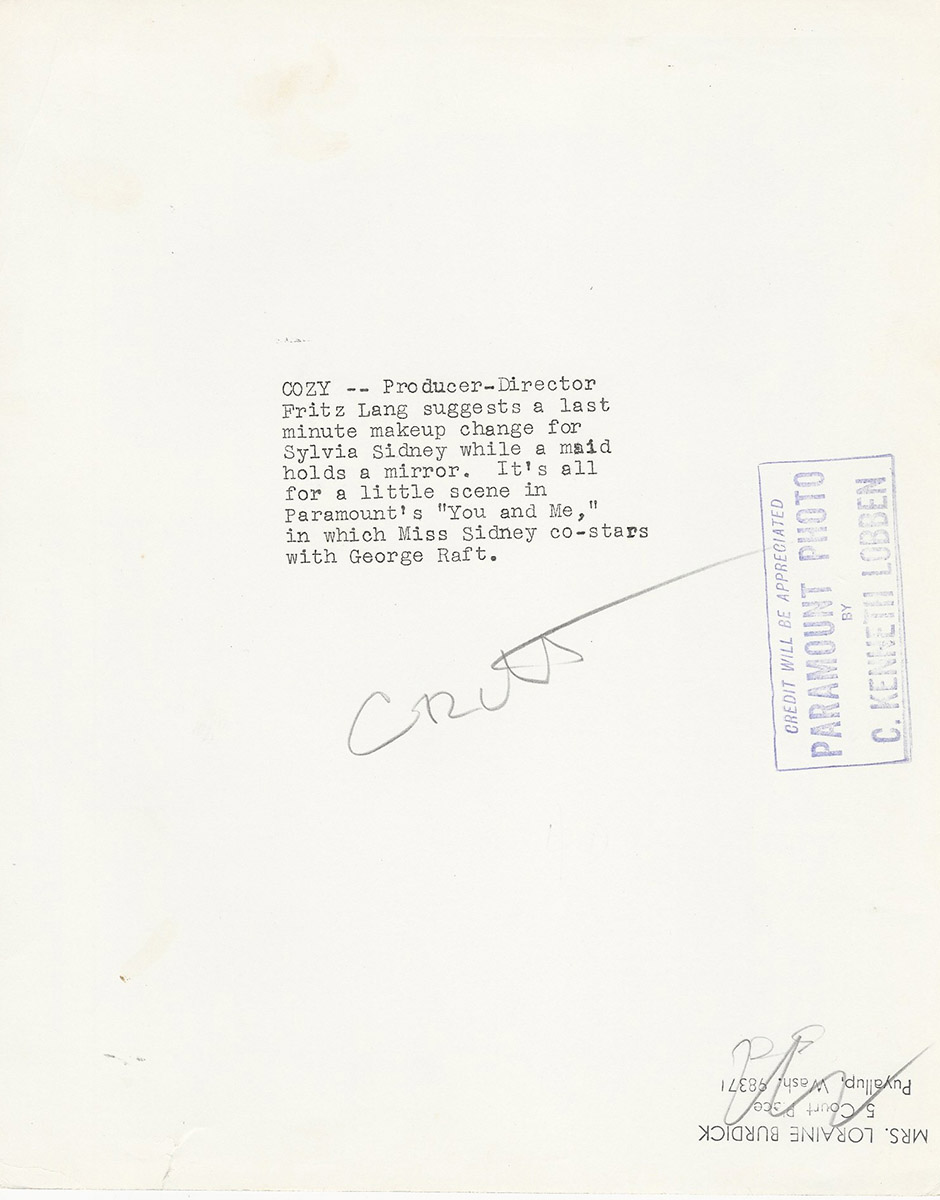 COZY -- Producer-Director
Fritz Lang suggests a last
minute makeup change for
Sylvia Sidney while a maid
holds a mirror.  It's all
for a little scene in
Paramount's "You and Me,"
in which Miss Sidney co-stars
with George Raft.
CREDIT WILL BE APPRECIATED
PARAMOUNT PHOTO
BY
C. KENNETH LOBBEN
MRS. LORAINE BURDICK
5 Court Place
Puyallup, Wash. 98371